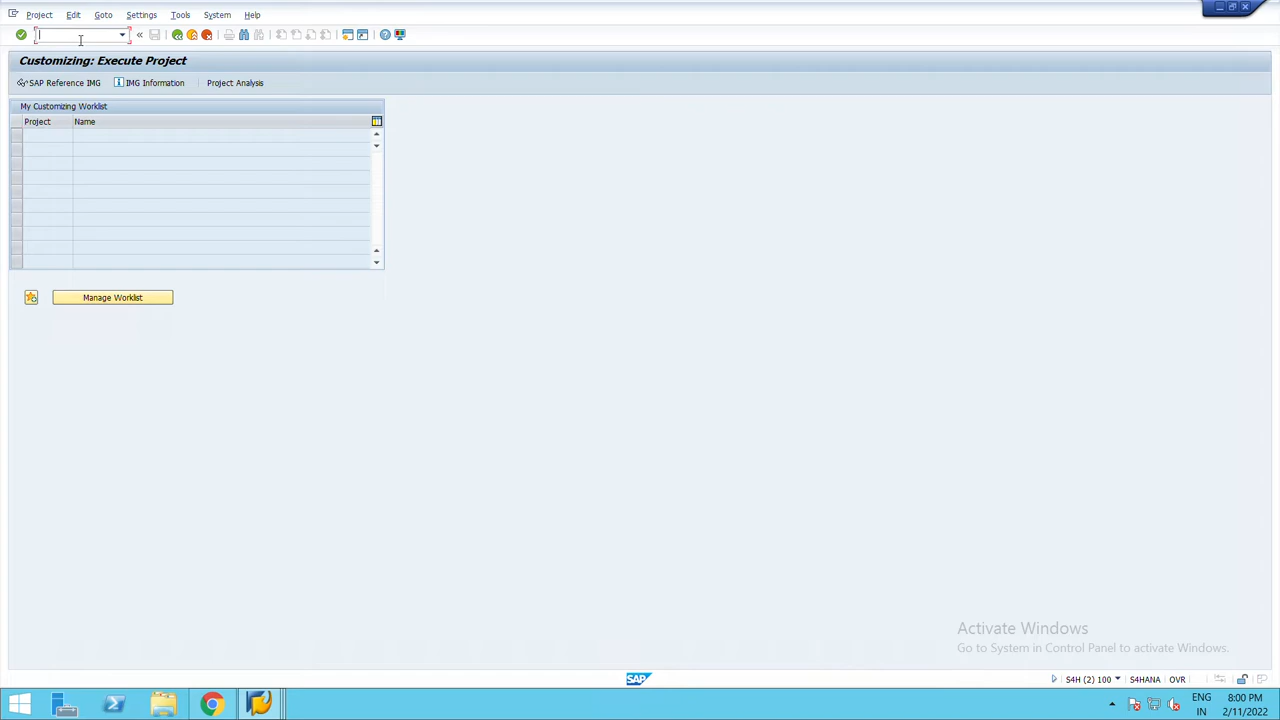 Project Edit Goto Settings Tools System Help
Customizing: Execute Project
SAP Reference IMG IMG Information Project Analysis
My Customizing Worklist
Project Name
Manage Worklist
Activate Windows
Go to System in Control Panel to activate Windows.
SAP S4H (2) 100 S4HANA OVR
ENG 8:00 PM
IN 2/11/2022